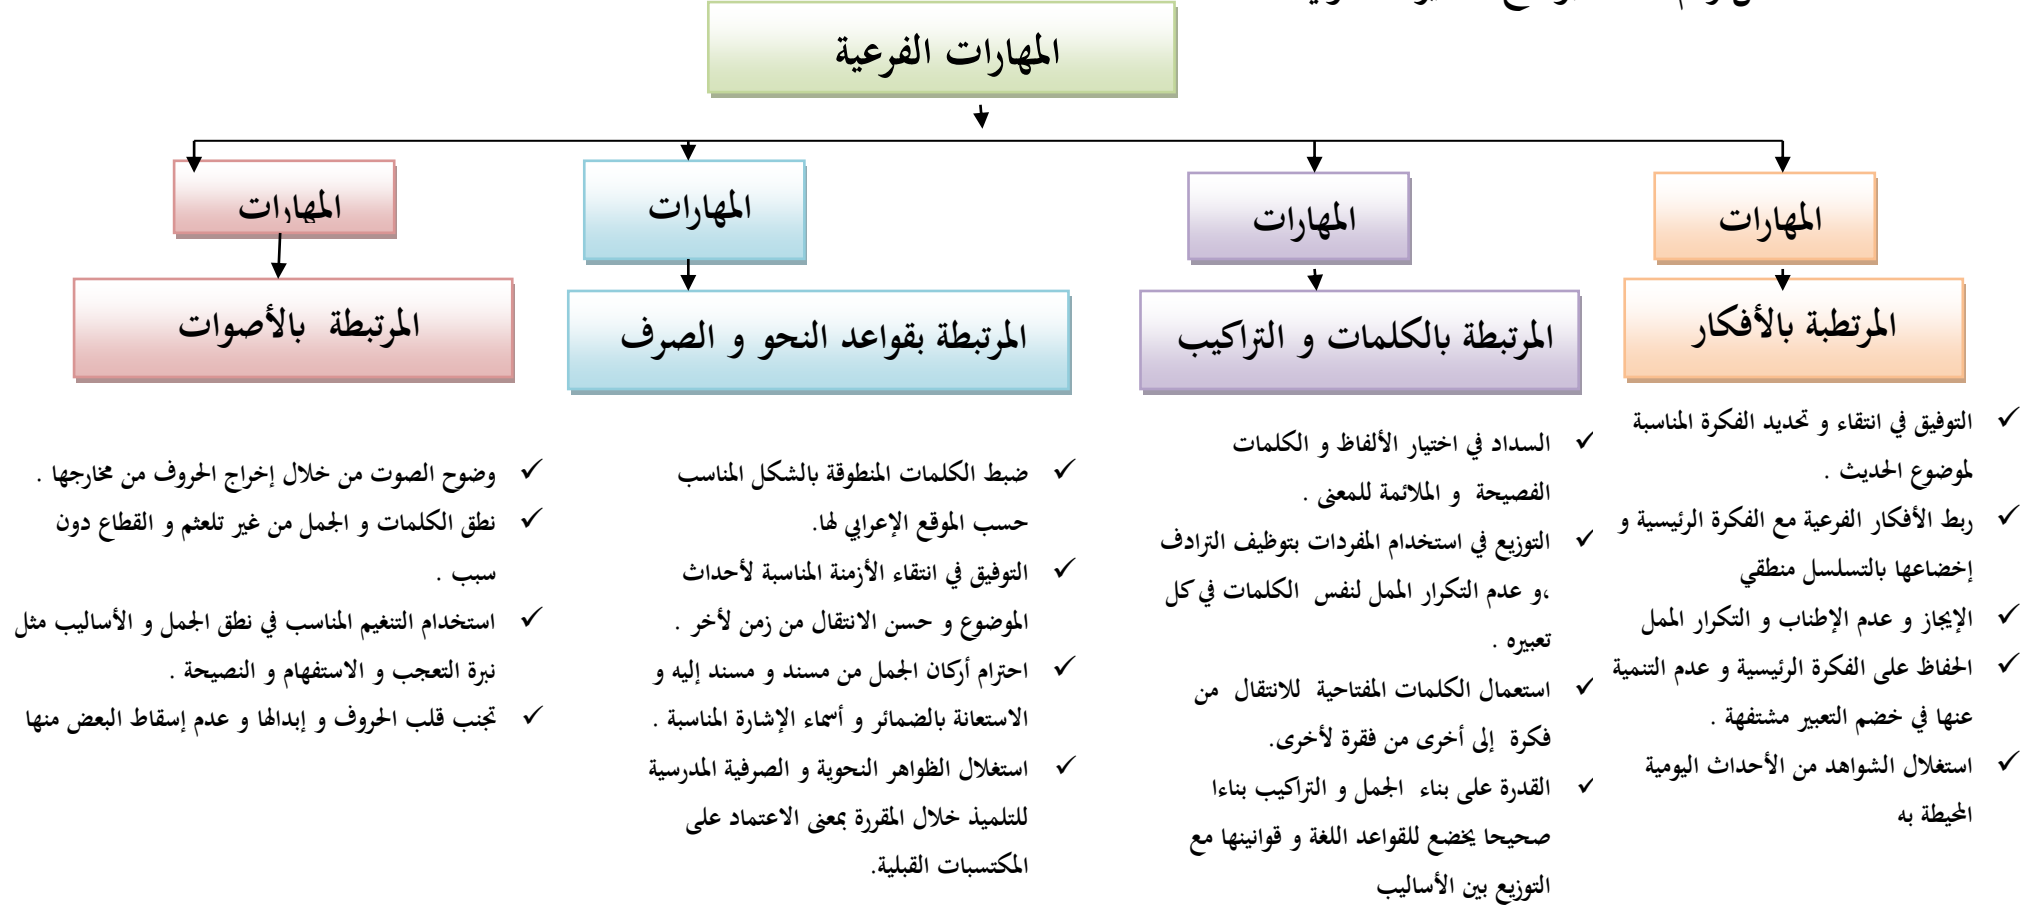 المهارات الفرعية
المهارات
المرتطبة بالأفكار
التوفيق في انتقاء و تحديد الفكرة المناسبة
لموضوع الحديث .
ربط الأفكار الفرعية مع الفكرة الرئيسية و
إخضاعها بالتسلسل منطقي
الإيجاز و عدم الإطناب و التكرار الممل
الحفاظ على الفكرة الرئيسية و عدم التنمية
عنها في خضم التعبير مشتفهة .
استغلال الشواهد من الأحداث اليومية
المحيطة به
المهارات
المرتبطة بالكلمات و التراكيب
السداد في اختيار الألفاظ و الكلمات
الفصيحة و الملائمة للمعنى .
التوزيع في استخدام المفردات بتوظيف الترادف
،و عدم التكرار الممل لنفس الكلمات في كل
تعبيره .
استعمال الكلمات المفتاحية للانتقال من
فكرة إلى أخرى من فقرة لأخرى.
القدرة على بناء الجمل و التراكيب بناءا
صحيحا يخضع للقواعد اللغة و قوانينها مع
التوزيع بين الأساليب
المهارات
المرتبطة بقواعد النحو و الصرف
ضبط الكلمات المنطوقة بالشكل المناسب
حسب الموقع الإعرابي لها.
التوفيق في انتقاء الأزمنة المناسبة لأحداث
الموضوع و حسن الانتقال من زمن لأخر .
احترام أركان الجمل من مسند و مسند إليه و
الاستعانة بالضمائر و أسماء الإشارة المناسبة .
استغلال الظواهر النحوية و الصرفية المدرسية
للتلميذ خلال المقررة بمعنى الاعتماد على
المكتسبات القبلية.
المهارات
المرتبطة بالأصوات
وضوح الصوت من خلال إخراج الحروف من مخارجها .
نطق الكلمات و الجمل من غير تلعثم و القطاع دون
سبب .
استخدام التنغيم المناسب في نطق الجمل و الأساليب مثل
نبرة التعجب و الاستفهام و النصيحة .
تجنب قلب الحروف و إبدالها و عدم إسقاط البعض منها